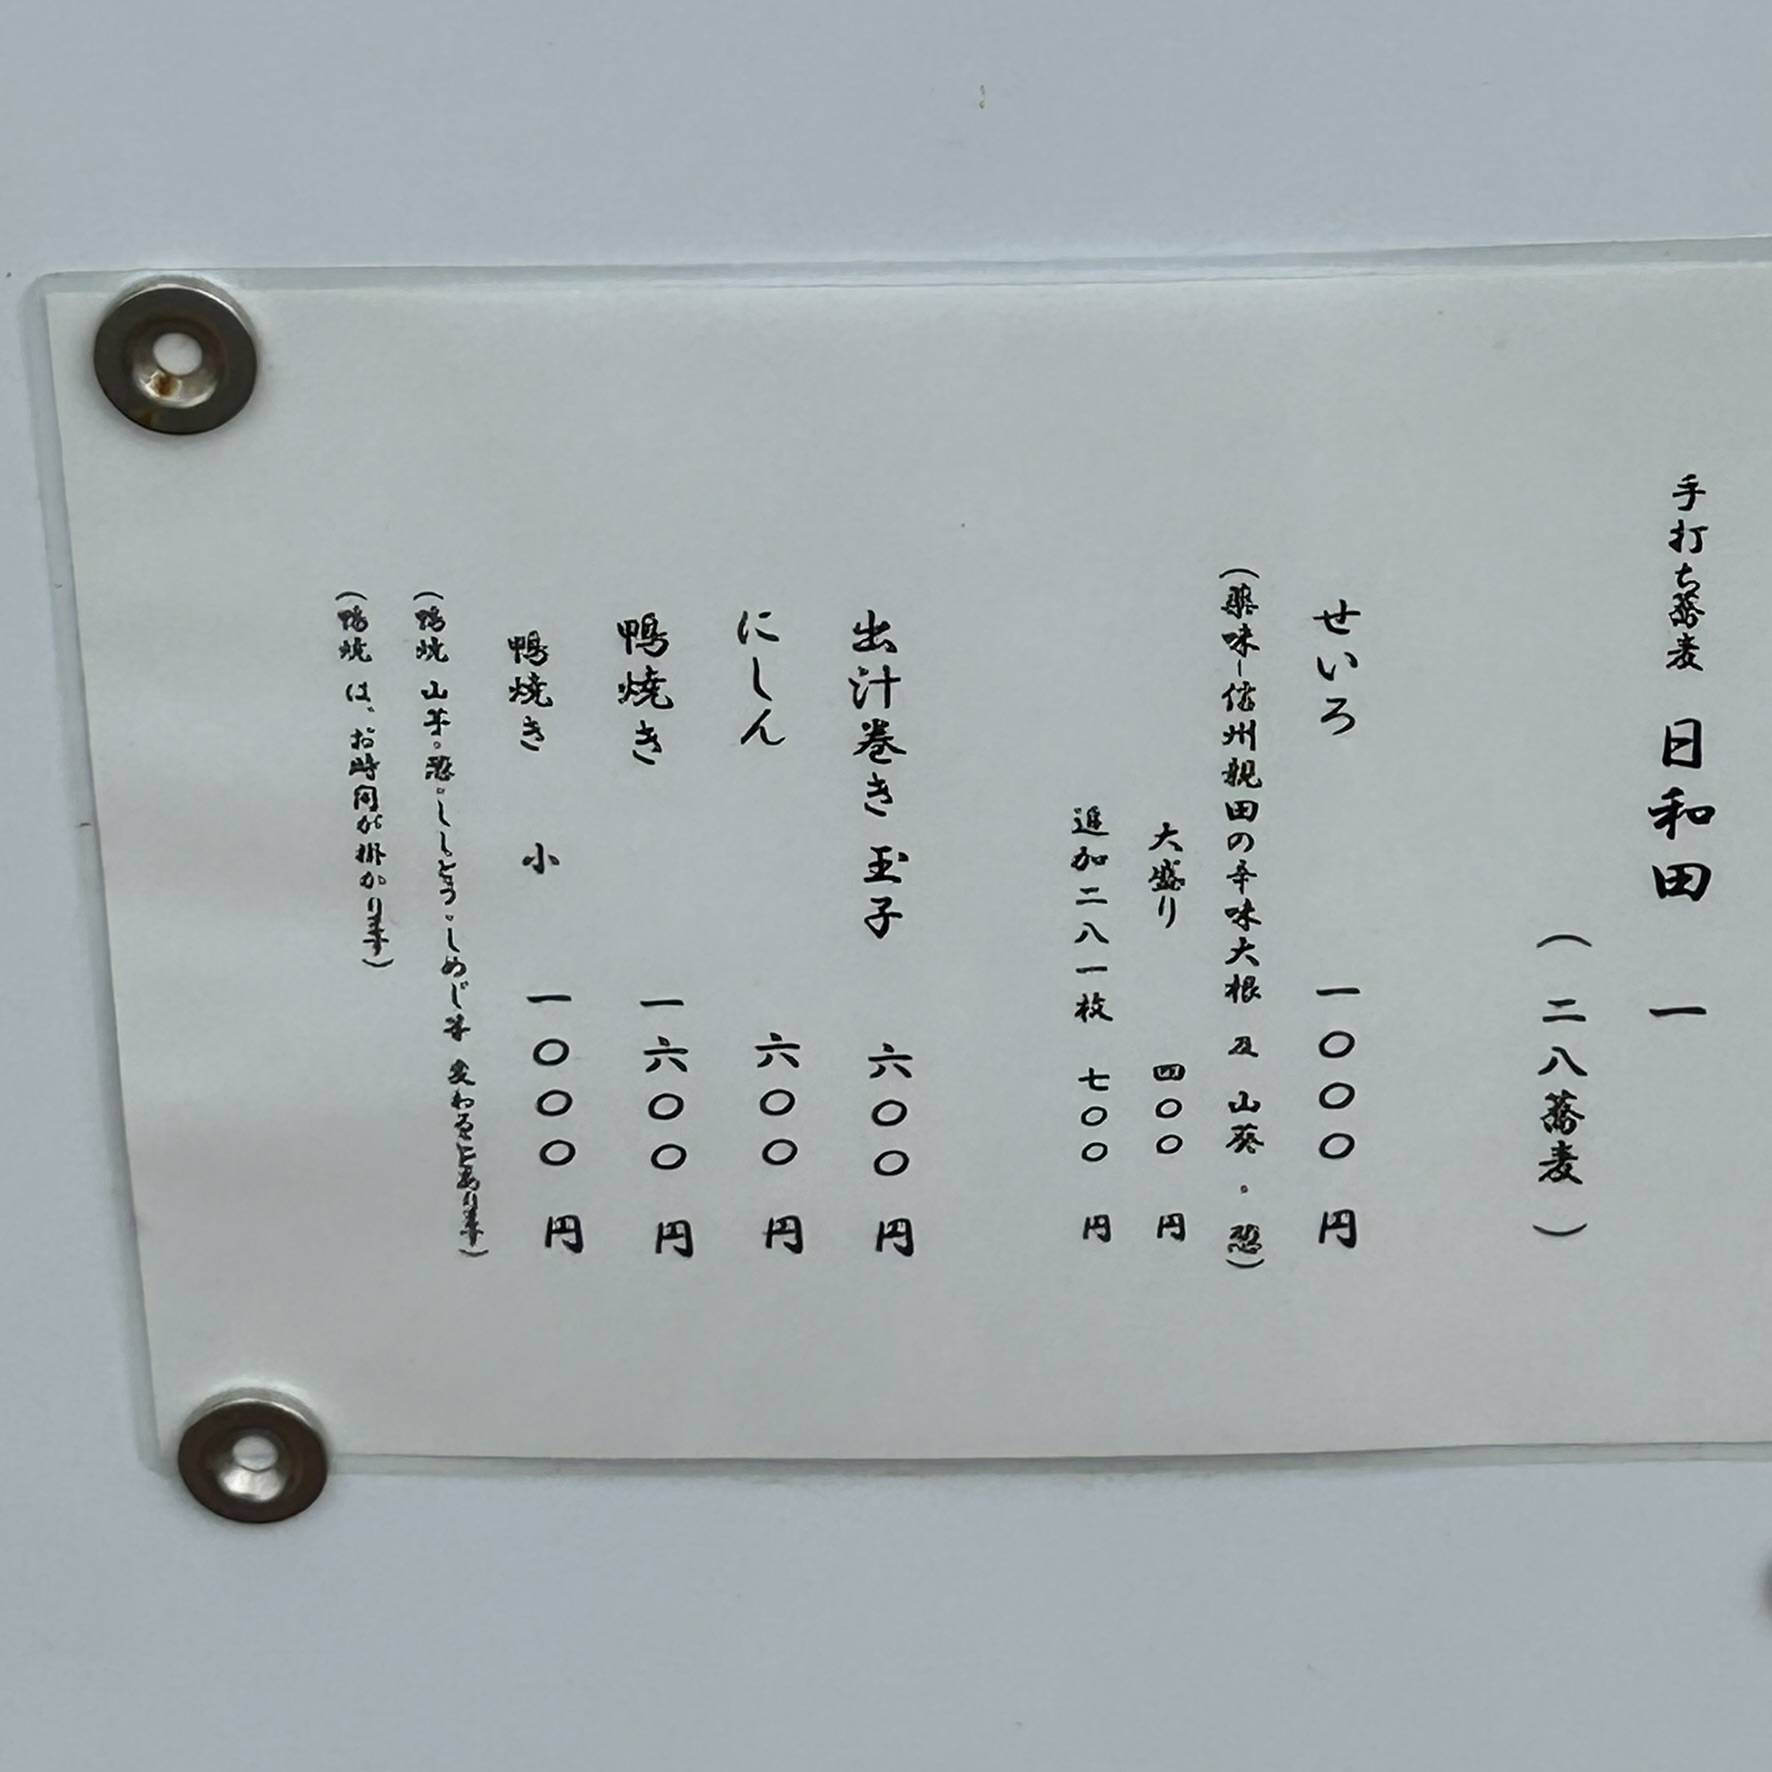 手打ち蕎麦 日和田 一
（二八蕎麦）
せいろ 一〇〇〇円
（薬味ー信州親田の辛味大根 及 山葵。葱）
大盛り 四〇〇円
追加二八一枚 七〇〇円
出汁巻き玉子 六〇〇円
にしん 六〇〇円
鴨焼き 一六〇〇円
鴨焼き 小 一〇〇〇円
（鴨焼 山芋。葱。ししとう。しめじ等 変わることあります）
（鴨焼は、お時間が掛かります）